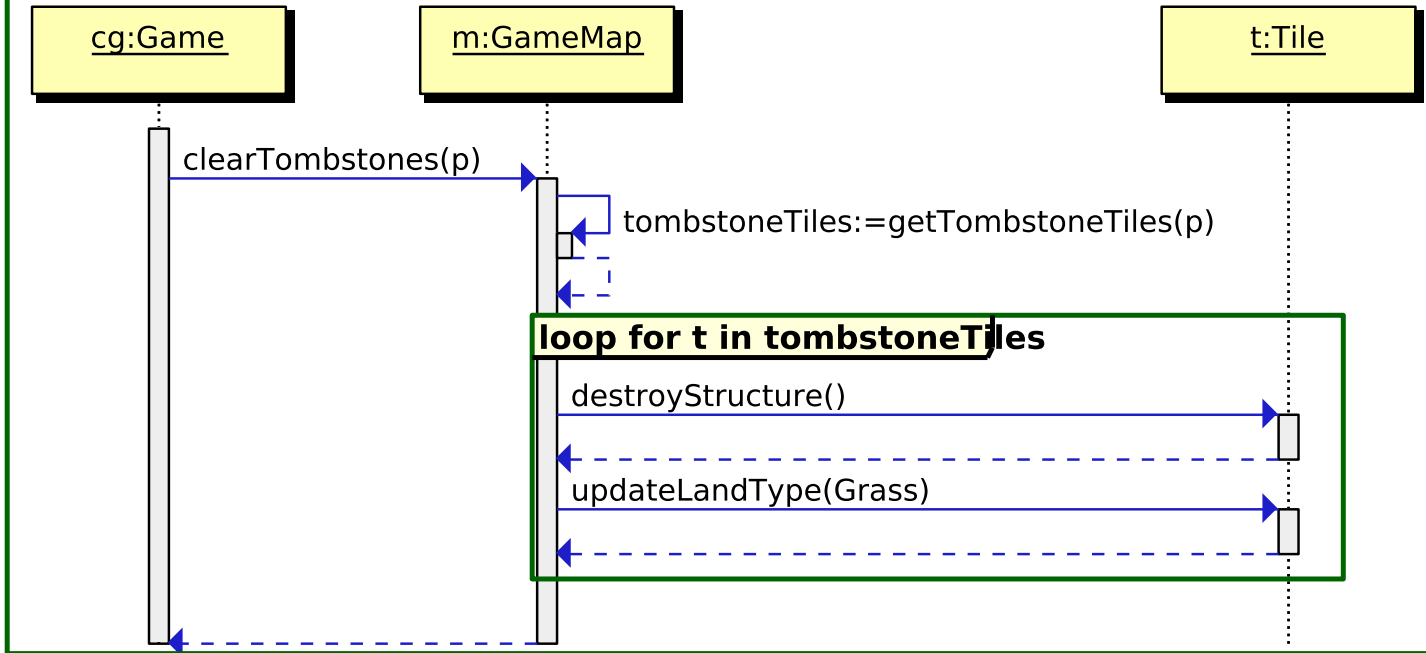 cg:Game
m:GameMap
t:Tile
clearTombstones(p)
tombstoneTiles:=getTombstoneTiles(p)
loop for t in tombstoneTiles
destroyStructure()
updateLandType(Grass)